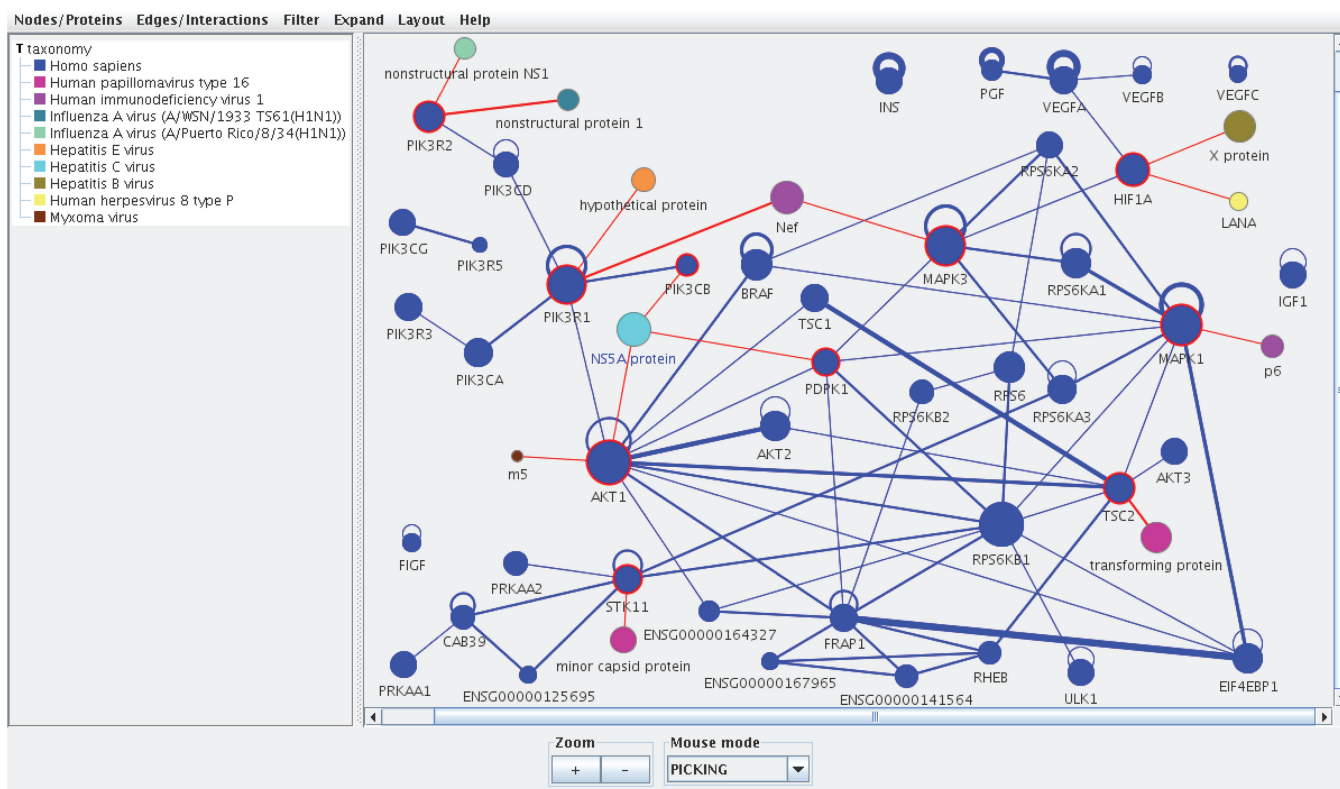 Nodes/Proteins Edges/Interactions Filter Expand Layout Help
T taxonomy
Homo sapiens
Human papillomavirus type 16
Human immunodeficiency virus 1
Influenza A virus (A/WSN/1933 TS61(H1N1))
Influenza A virus (A/Puerto Rico/8/34(H1N1))
Hepatitis E virus
Hepatitis C virus
Hepatitis B virus
Human herpesvirus 8 type P
Myxoma virus
nonstructural protein NS1
nonstructural protein 1
PIK3R2
PIK3CD
INS
PGF
VEGFA
VEGFB
VEGFC
RPS6KA2
X protein
HIF1A
LANA
hypothetical protein
Nef
PIK3CG
PIK3R5
PIK3R1
PIK3CB
BRAF
MAPK3
RPS6KA1
IGF1
PIK3R3
PIK3CA
NS5A protein
TSC1
PDPK1
MAPK1
p6
RPS6KB2
RPS6
RPS6KA3
AKT2
m5
AKT1
AKT3
TSC2
RPS6KB1
transforming protein
FIGF
PRKAA2
STK11
CAB39
minor capsid protein
ENSG00000164327
FRAP1
PRKAA1
ENSG00000125695
ENSG00000167965
ENSG00000141564
RHEB
ULK1
EIF4EBP1
Zoom
+ -
Mouse mode
PICKING